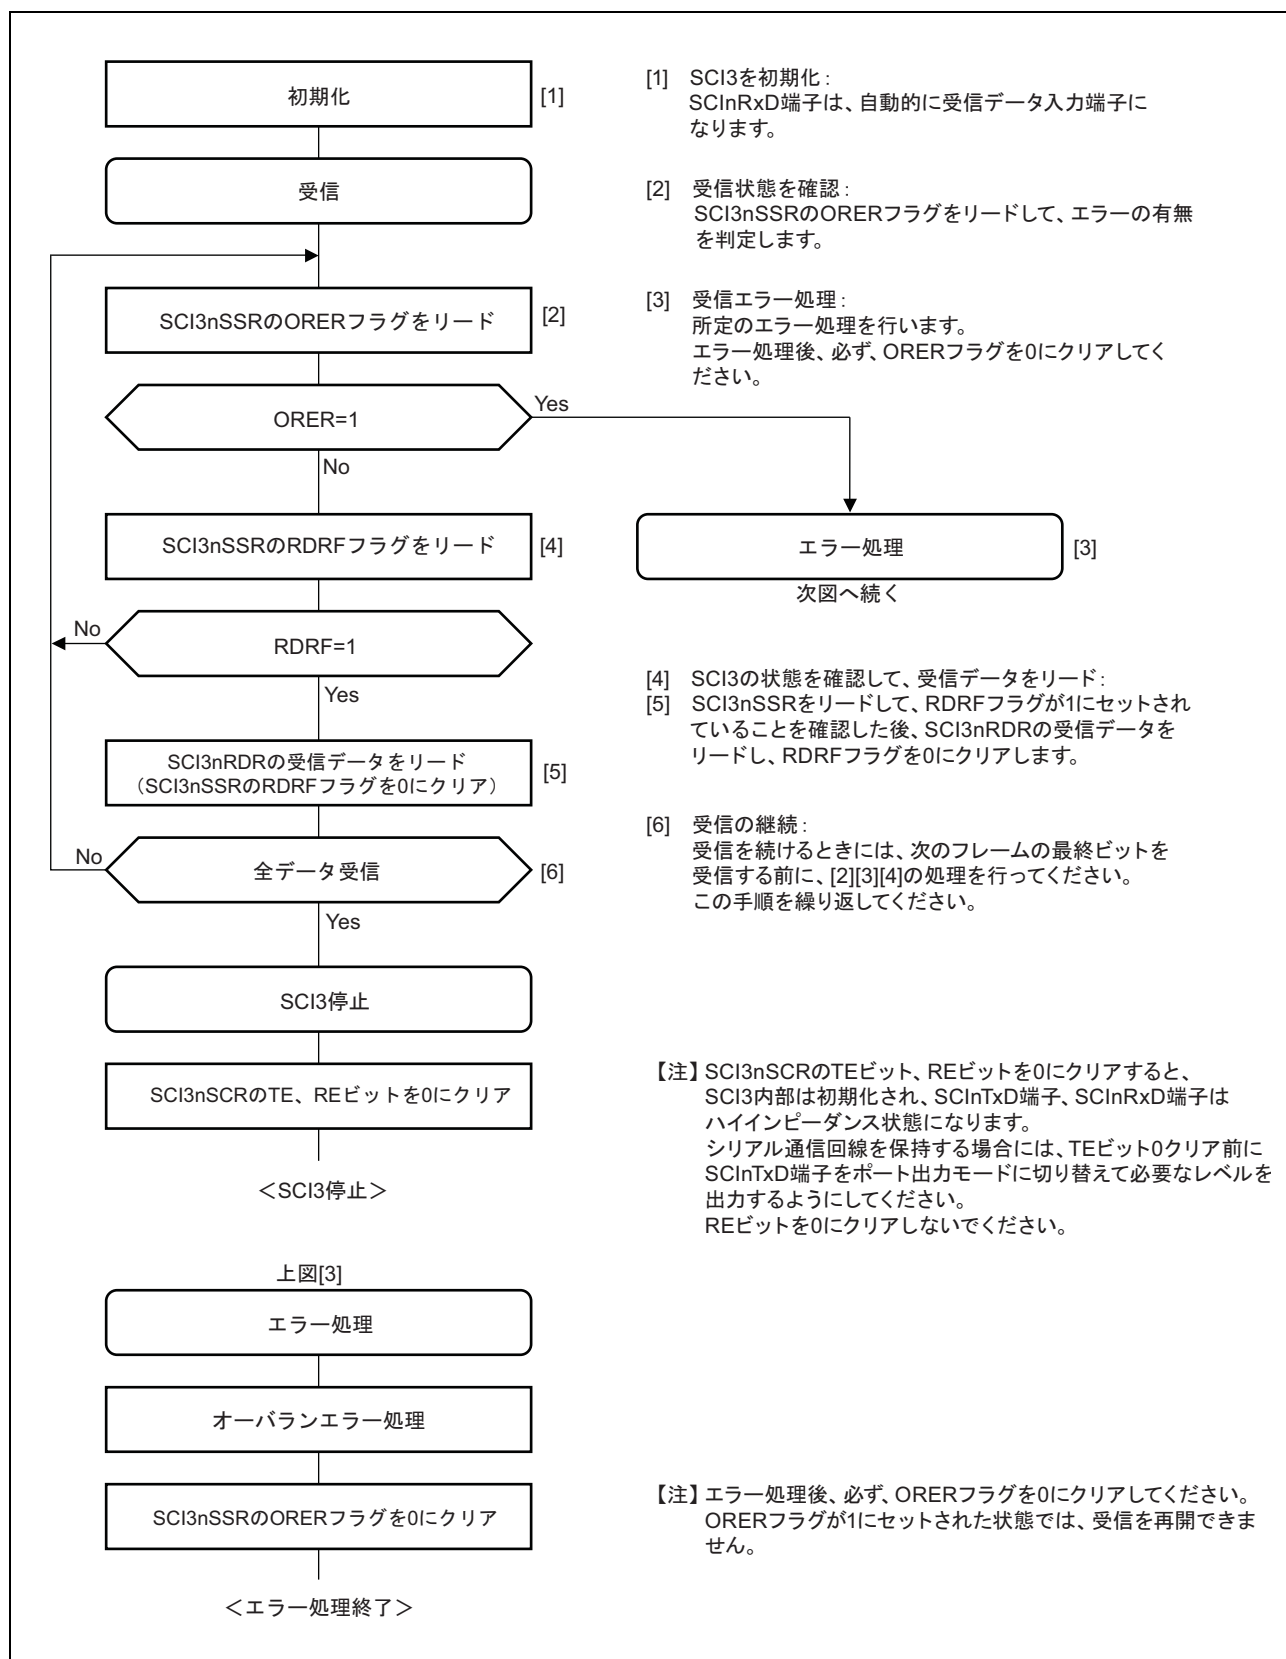 初期化
[1]
受信
SCI3nSSRのORERフラグをリード
[2]
ORER=1
Yes
No
SCI3nSSRのRDRFフラグをリード
[4]
エラー処理
[3]
次図へ続く
No
RDRF=1
Yes
SCI3nRDRの受信データをリード
（SCI3nSSRのRDRFフラグを0にクリア）
[5]
No
全データ受信
[6]
Yes
SCI3停止
SCI3nSCRのTE、REビットを0にクリア
＜SCI3停止＞
[1] SCI3を初期化：
SCInRxD端子は、自動的に受信データ入力端子に
なります。
[2] 受信状態を確認：
SCI3nSSRのORERフラグをリードして、エラーの有無
を判定します。
[3] 受信エラー処理：
所定のエラー処理を行います。
エラー処理後、必ず、ORERフラグを0にクリアしてく
ださい。
[4] SCI3の状態を確認して、受信データをリード：
[5] SCI3nSSRをリードして、RDRFフラグが1にセットされ
ていることを確認した後、SCI3nRDRの受信データを
リードし、RDRFフラグを0にクリアします。
[6] 受信の継続：
受信を続けるときには、次のフレームの最終ビットを
受信する前に、[2][3][4]の処理を行ってください。
この手順を繰り返してください。
【注】SCI3nSCRのTEビット、REビットを0にクリアすると、
SCI3内部は初期化され、SCInTxD端子、SCInRxD端子は
ハイインピーダンス状態になります。
シリアル通信回線を保持する場合には、TEビット0クリア前に
SCInTxD端子をポート出力モードに切り替えて必要なレベルを
出力するようにしてください。
REビットを0にクリアしないでください。
上図[3]
エラー処理
オーバランエラー処理
SCI3nSSRのORERフラグを0にクリア
＜エラー処理終了＞
【注】エラー処理後、必ず、ORERフラグを0にクリアしてください。
ORERフラグが1にセットされた状態では、受信を再開できま
せん。